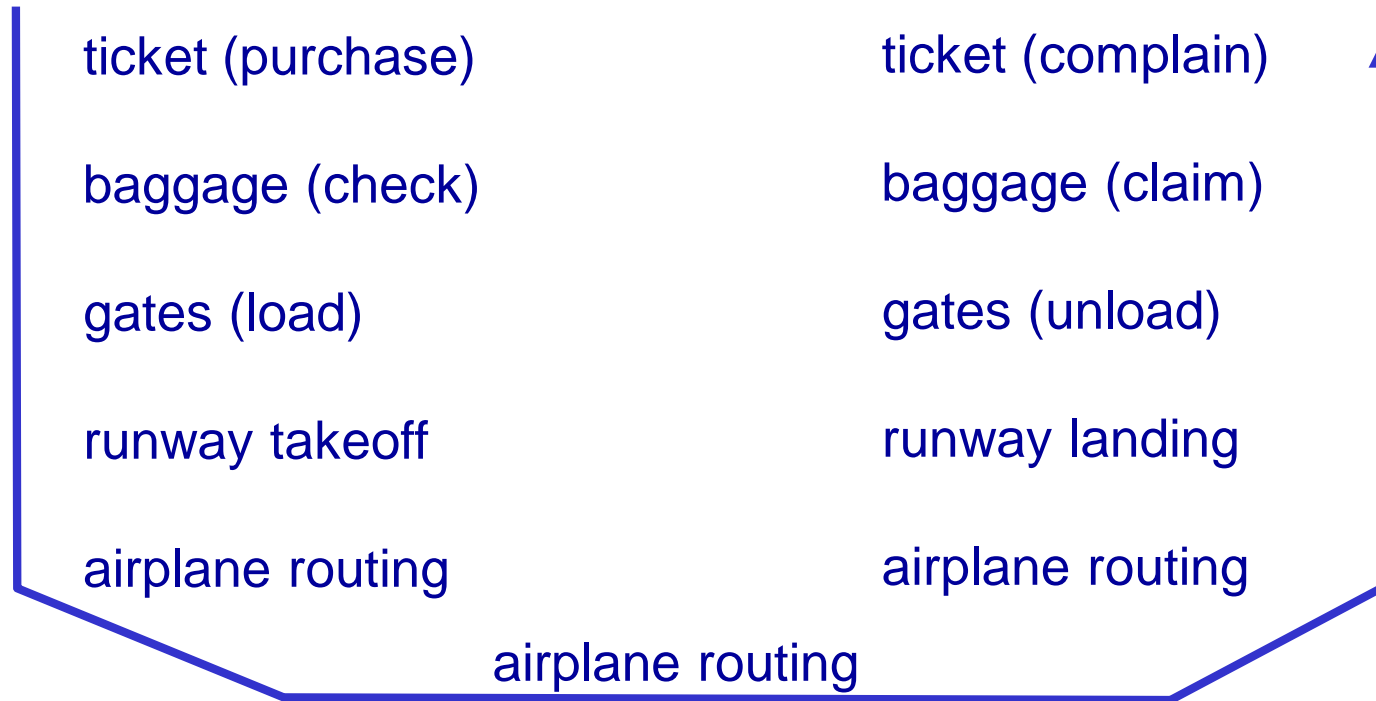 ticket (purchase)
baggage (check)
gates (load)
runway takeoff
airplane routing
airplane routing
ticket (complain)
baggage (claim)
gates (unload)
runway landing
airplane routing